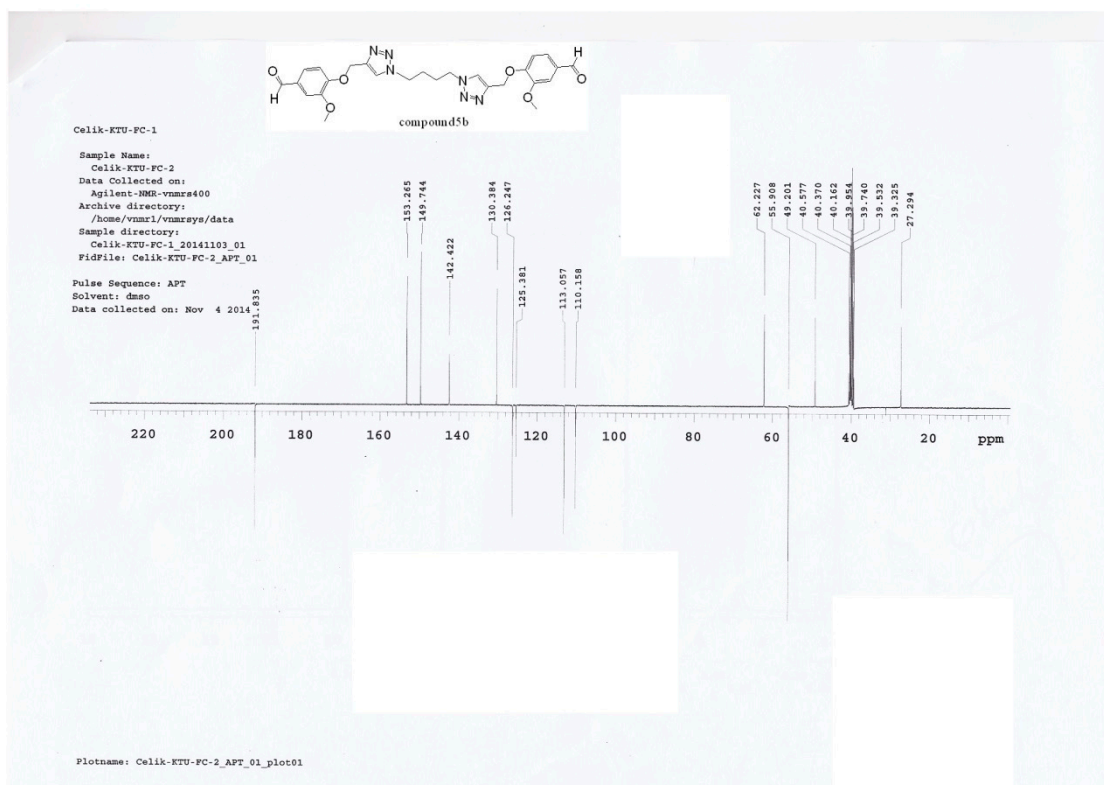 N=N
N
N
N
N=N
O
O
O
O
O
O
H
H
compound5b
Celik-KTU-FC-1
Sample Name:
Celik-KTU-FC-2
Data Collected on:
Agilent-NMR-vnmrs400
Archive directory:
/home/vnmr1/vnmrsys/data
Sample directory:
Celik-KTU-FC-1_20141103_01
FidFile: Celik-KTU-FC-2_APT_01
Pulse Sequence: APT
Solvent: dmso
Data collected on: Nov 4 2014
191.835
153.265
149.744
142.422
130.384
126.247
125.381
113.057
110.158
62.227
55.908
49.201
40.577
40.370
40.162
39.954
39.740
39.532
39.325
27.294
220 200 180 160 140 120 100 80 60 40 20 ppm
Plotname: Celik-KTU-FC-2_APT_01_plot01